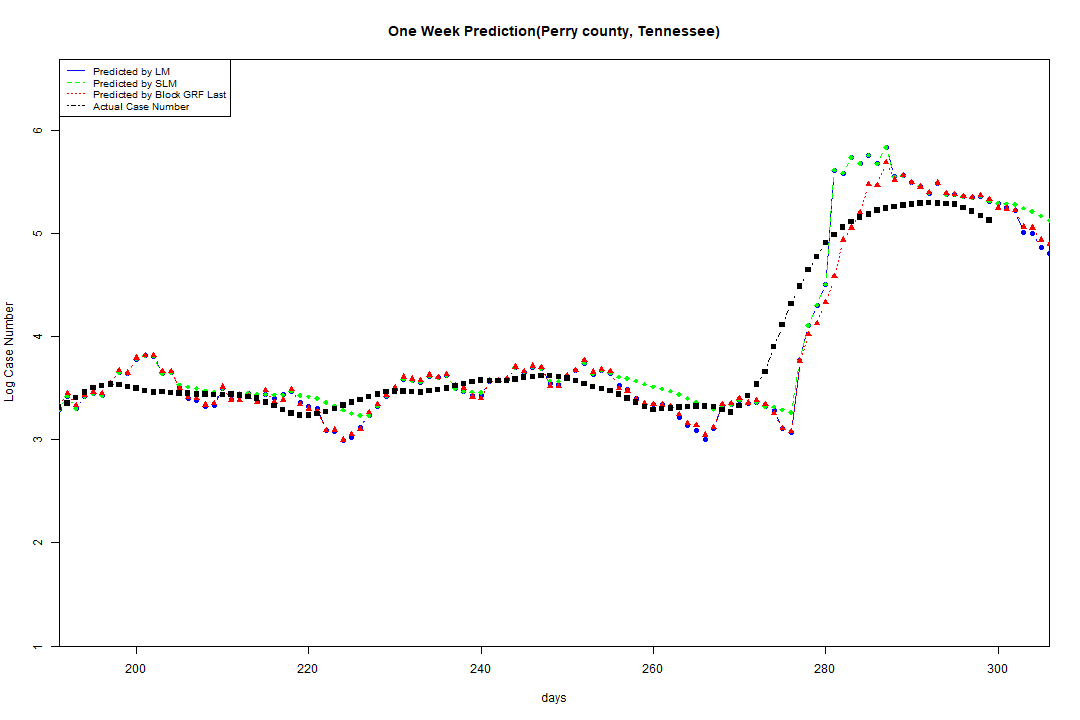 One Week Prediction(Perry county, Tennessee)
Predicted by LM
Predicted by SLM
Predicted by Block GRF Last
Actual Case Number
6
5
4
3
2
1
Log Case Number
200 220 240 260 280 300
days